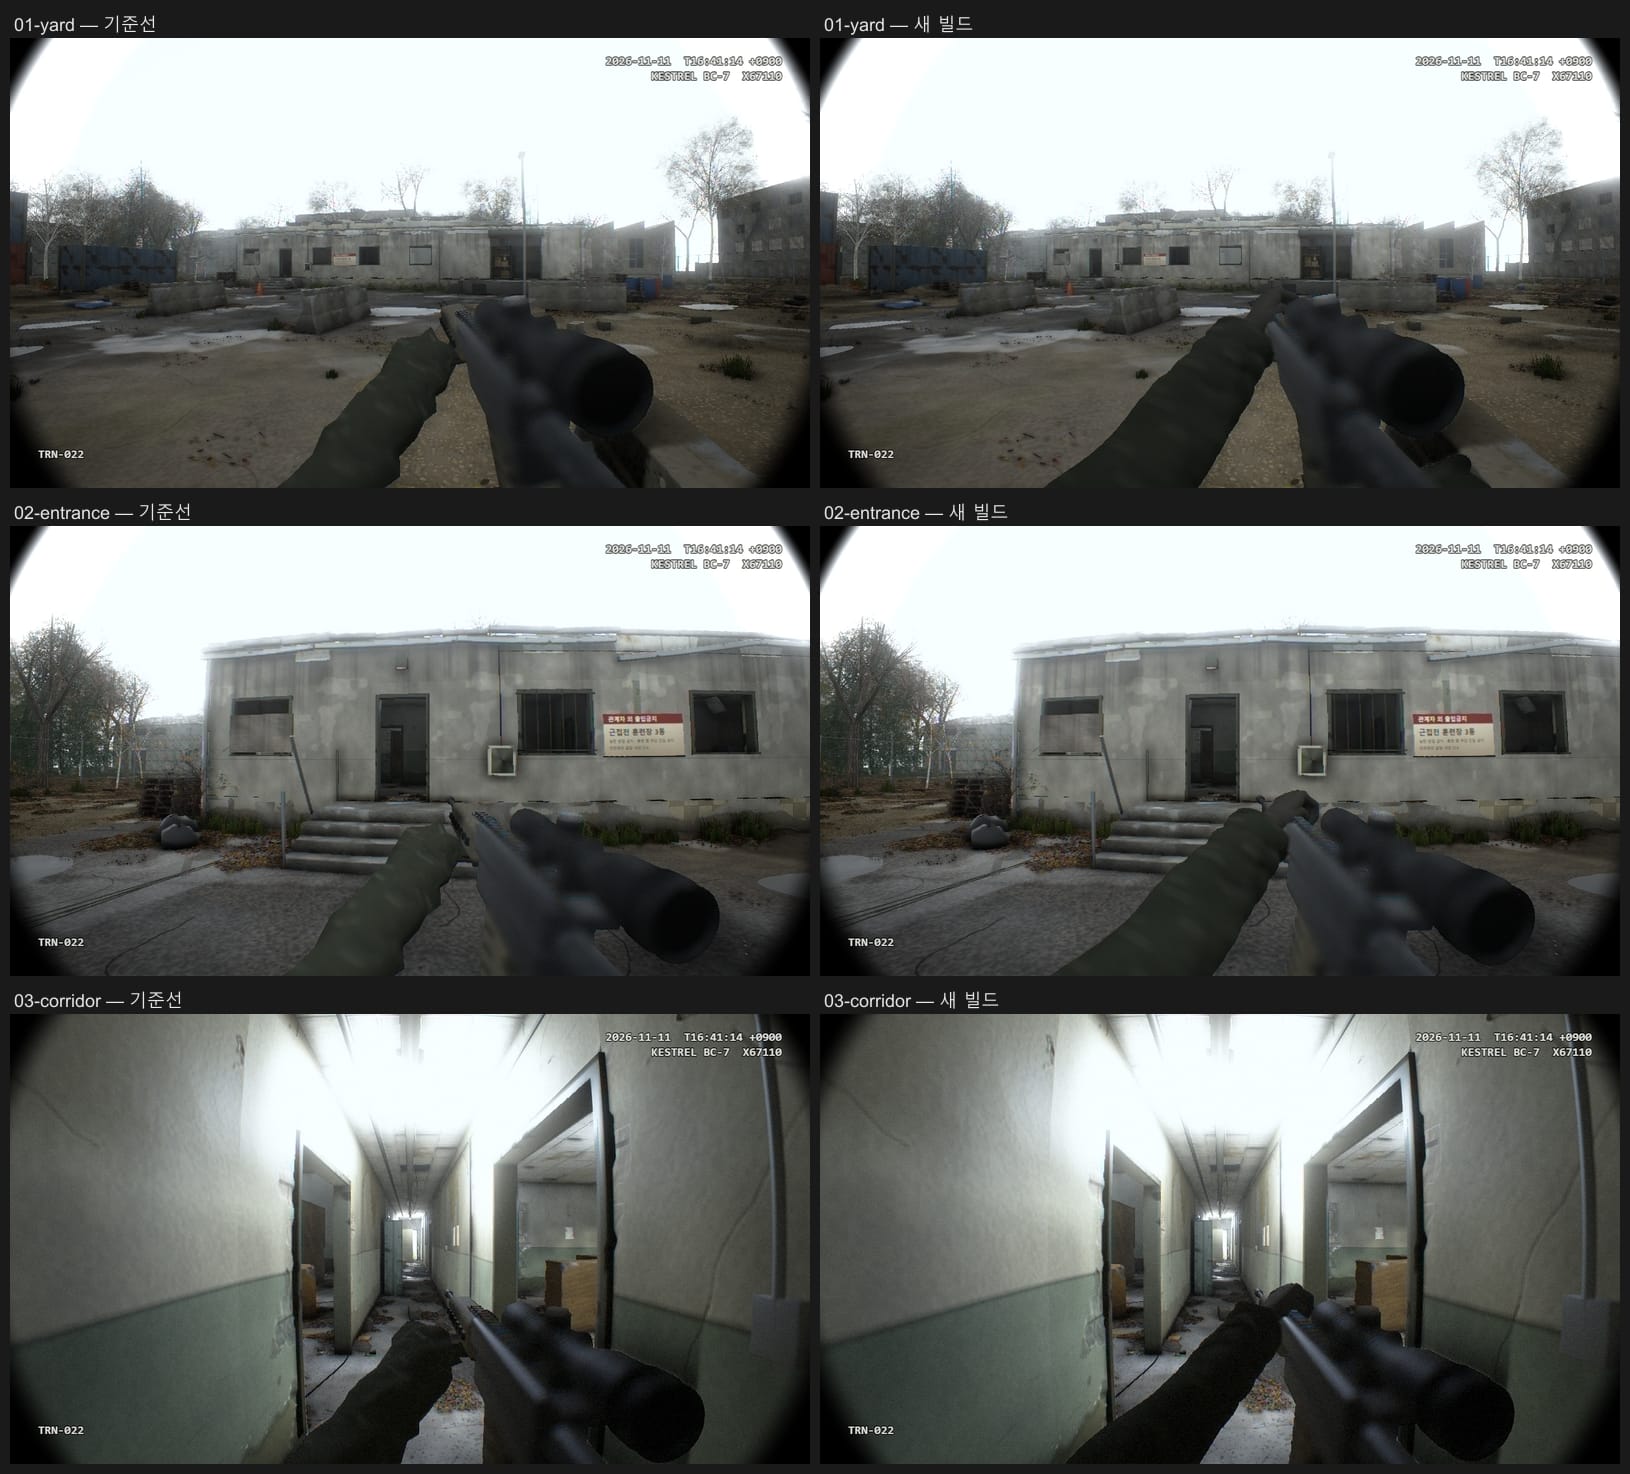 01-yard — 기준선
2026-11-11 T16:41:14 +0900
KESTREL BC-7 X67110
TRN-022
01-yard — 새 빌드
2026-11-11 T16:41:14 +0900
KESTREL BC-7 X67110
TRN-022
02-entrance — 기준선
2026-11-11 T16:41:14 +0900
KESTREL BC-7 X67110
관계자 외 출입금지
근접전 훈련장 3동
TRN-022
02-entrance — 새 빌드
2026-11-11 T16:41:14 +0900
KESTREL BC-7 X67110
관계자 외 출입금지
근접전 훈련장 3동
TRN-022
03-corridor — 기준선
2026-11-11 T16:41:14 +0900
KESTREL BC-7 X67110
TRN-022
03-corridor — 새 빌드
2026-11-11 T16:41:14 +0900
KESTREL BC-7 X67110
TRN-022